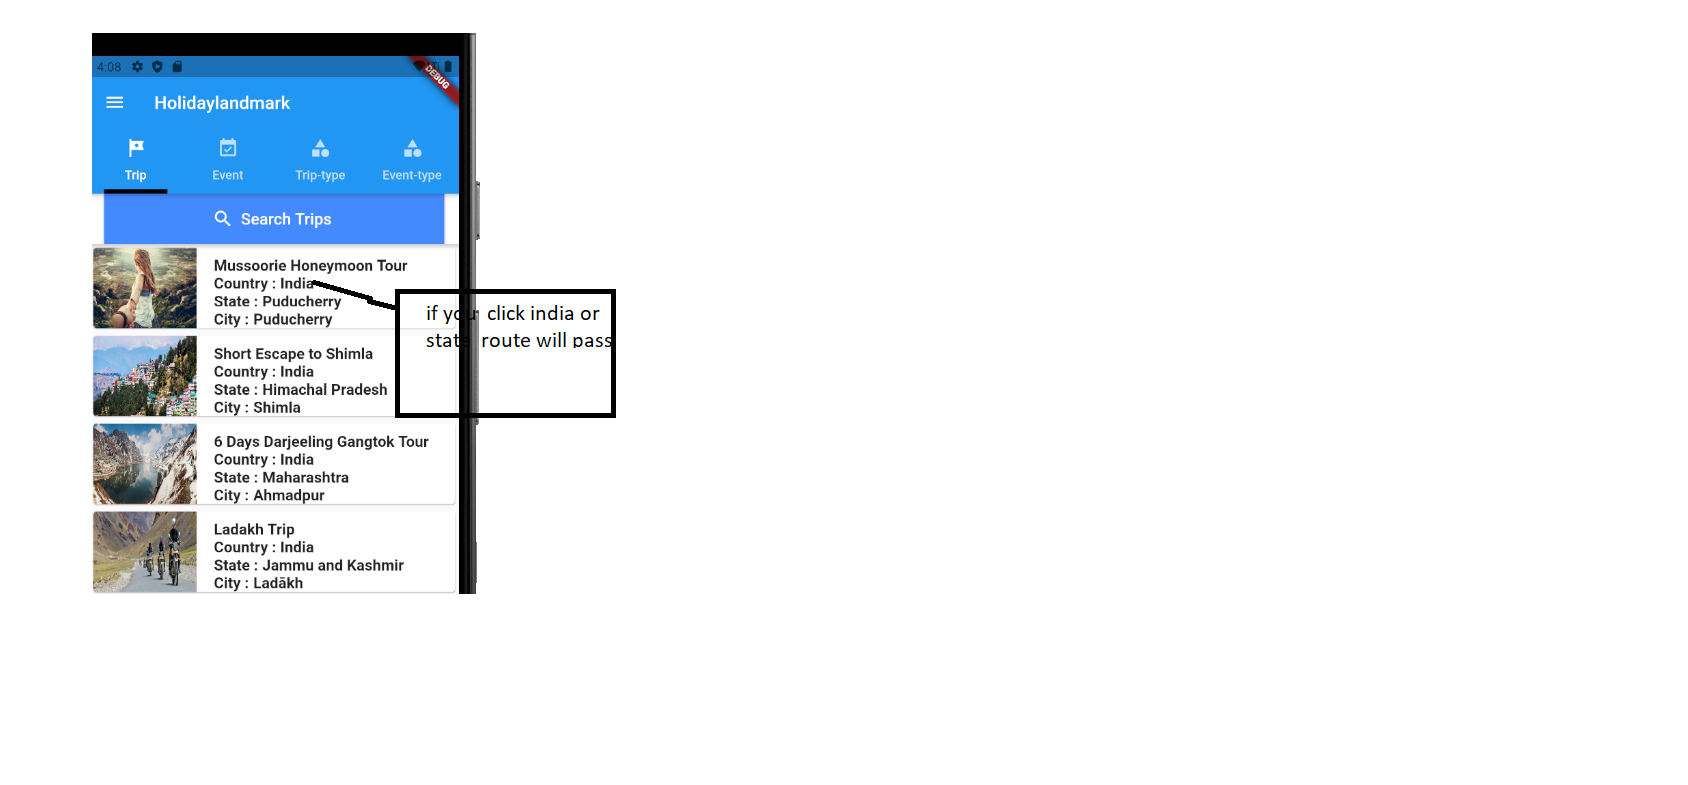 4:08
DEBUG
Holidaylandmark
Trip Event Trip-type Event-type
Search Trips
Mussoorie Honeymoon Tour
Country : India
State : Puducherry
City : Puducherry
if you click india or
state route will pass
Short Escape to Shimla
Country : India
State : Himachal Pradesh
City : Shimla
6 Days Darjeeling Gangtok Tour
Country : India
State : Maharashtra
City : Ahmadpur
Ladakh Trip
Country : India
State : Jammu and Kashmir
City : Ladākh